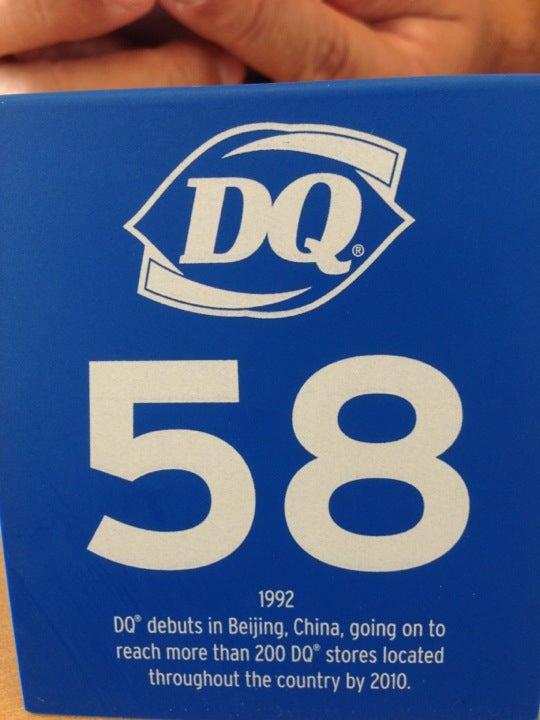 DQ®
58
1992
DQ® debuts in Beijing, China, going on to
reach more than 200 DQ® stores located
throughout the country by 2010.